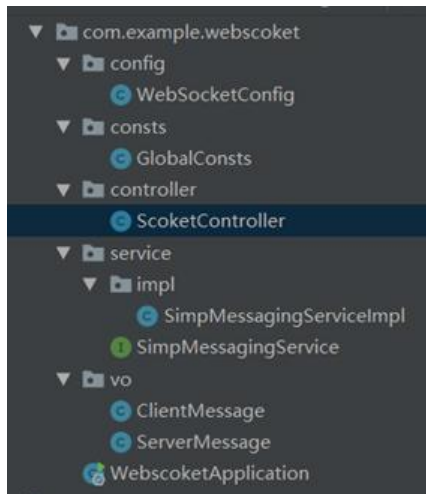 com.example.webscoket
config
WebSocketConfig
consts
GlobalConsts
controller
ScoketController
service
impl
SimpMessagingServiceImpl
SimpMessagingService
vo
ClientMessage
ServerMessage
WebscoketApplication